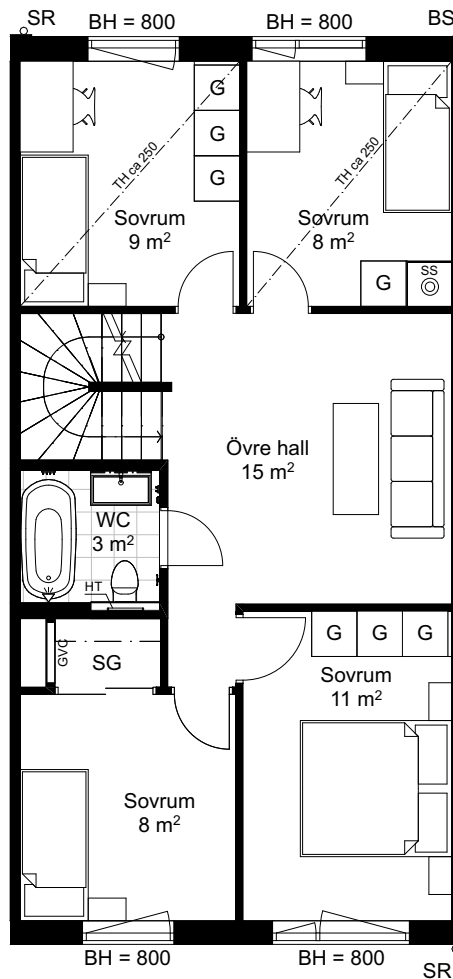 SR
BH = 800
BH = 800
BS
G
G
G
TH ca 250
TH ca 250
Sovrum
9 m²
Sovrum
8 m²
G
SS
Övre hall
15 m²
WC
3 m²
HT
GVC
SG
G
G
G
Sovrum
11 m²
Sovrum
8 m²
BH = 800
BH = 800
SR